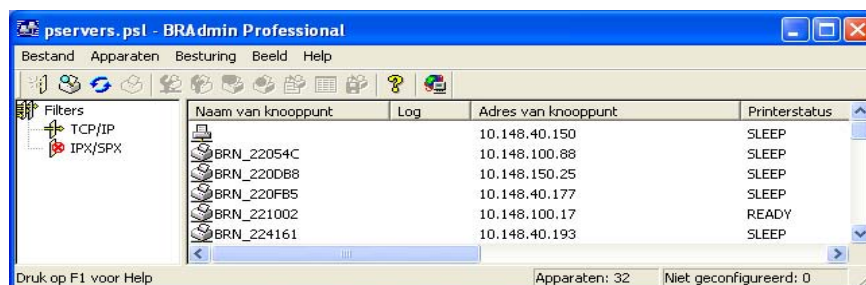 pservers.psl - BRAdmin Professional
Bestand Apparaten Besturing Beeld Help
Filters
TCP/IP
IPX/SPX
Naam van knooppunt Log Adres van knooppunt Printerstatus
10.148.40.150 SLEEP
BRN_22054C 10.148.100.88 SLEEP
BRN_220DB8 10.148.150.25 SLEEP
BRN_220FB5 10.148.40.177 SLEEP
BRN_221002 10.148.100.17 READY
BRN_224161 10.148.40.193 SLEEP
Druk op F1 voor Help Apparaten: 32 Niet geconfigureerd: 0